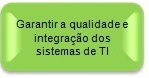 Garantir a qualidade e
integração dos
sistemas de TI